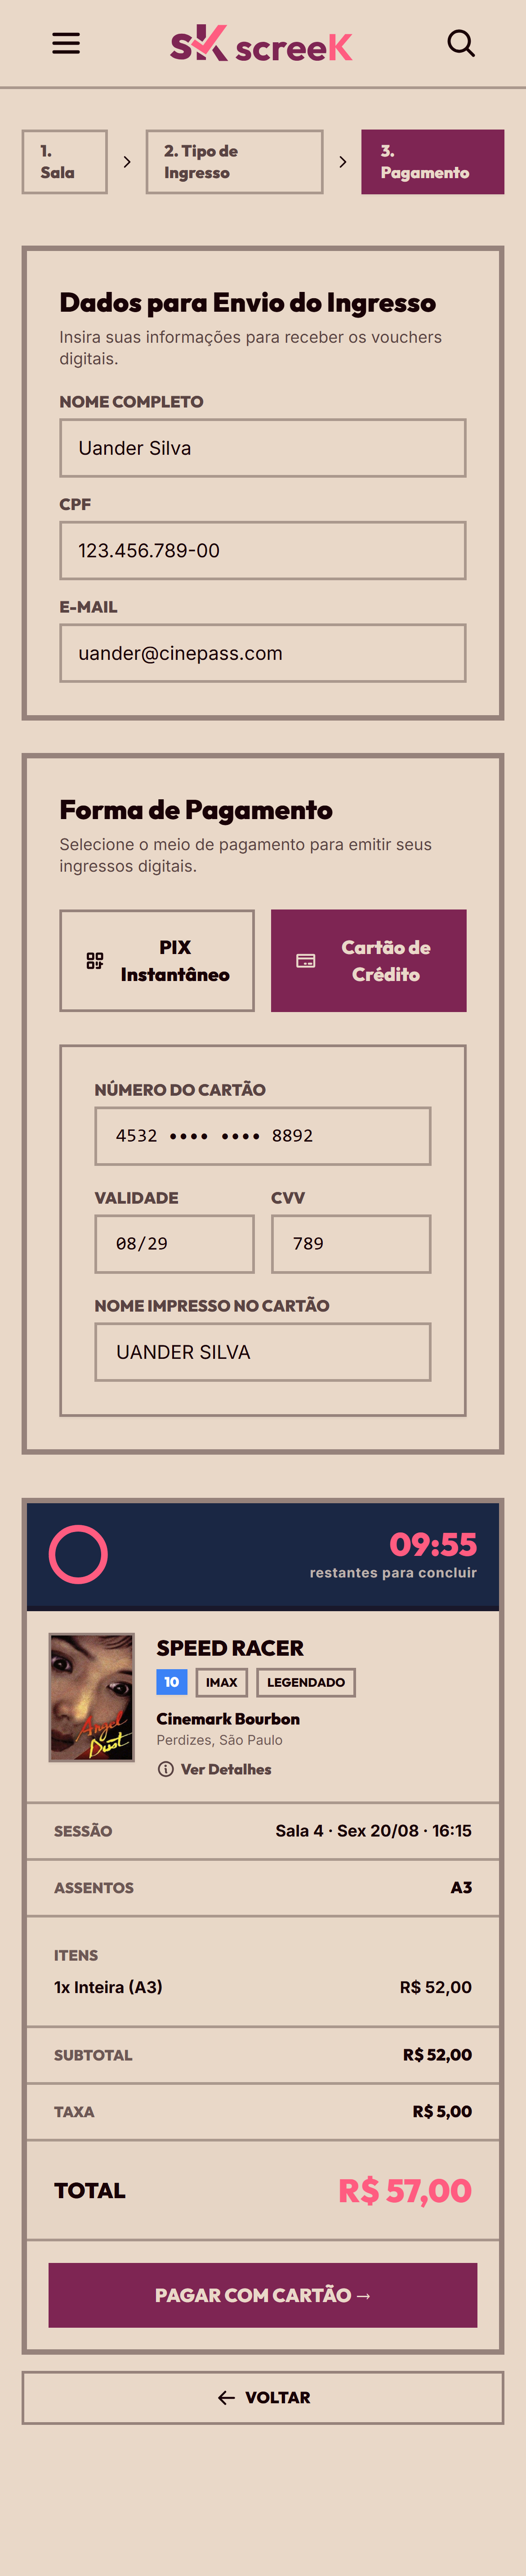 sK screeK
1.
Sala
2. Tipo de
Ingresso
3.
Pagamento
Dados para Envio do Ingresso
Insira suas informações para receber os vouchers
digitais.
NOME COMPLETO
Uander Silva
CPF
123.456.789-00
E-MAIL
uander@cinepass.com
Forma de Pagamento
Selecione o meio de pagamento para emitir seus
ingressos digitais.
PIX
Instantâneo
Cartão de
Crédito
NÚMERO DO CARTÃO
4532 •••• •••• 8892
VALIDADE
CVV
08/29
789
NOME IMPRESSO NO CARTÃO
UANDER SILVA
09:55
restantes para concluir
Angel
Dust
SPEED RACER
10 IMAX LEGENDADO
Cinemark Bourbon
Perdizes, São Paulo
Ver Detalhes
SESSÃO Sala 4 · Sex 20/08 · 16:15
ASSENTOS A3
ITENS
1x Inteira (A3) R$ 52,00
SUBTOTAL R$ 52,00
TAXA R$ 5,00
TOTAL R$ 57,00
PAGAR COM CARTÃO →
← VOLTAR